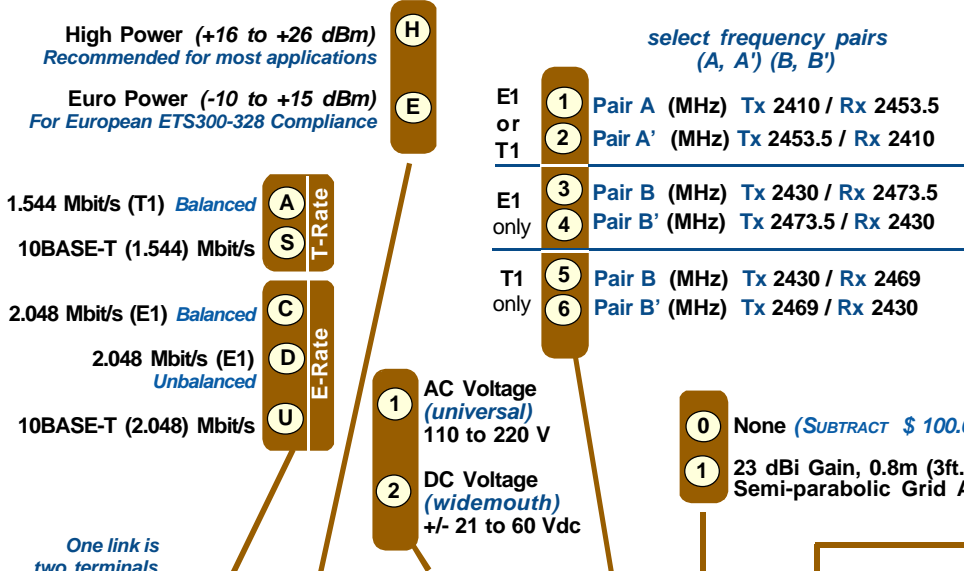 High Power (+16 to +26 dBm)
Recommended for most applications
H
Euro Power (-10 to +15 dBm)
For European ETS300-328 Compliance
E
select frequency pairs
(A, A') (B, B')
E1
or
T1
1 Pair A (MHz) Tx 2410 / Rx 2453.5
2 Pair A’ (MHz) Tx 2453.5 / Rx 2410
E1
only
3 Pair B (MHz) Tx 2430 / Rx 2473.5
4 Pair B’ (MHz) Tx 2473.5 / Rx 2430
T1
only
5 Pair B (MHz) Tx 2430 / Rx 2469
6 Pair B’ (MHz) Tx 2469 / Rx 2430
1.544 Mbit/s (T1) Balanced A
10BASE-T (1.544) Mbit/s S
T-Rate
2.048 Mbit/s (E1) Balanced C
2.048 Mbit/s (E1) D
Unbalanced
10BASE-T (2.048) Mbit/s U
E-Rate
1 AC Voltage
(universal)
110 to 220 V
2 DC Voltage
(widemouth)
+/- 21 to 60 Vdc
0 None (SUBTRACT $ 100.
1 23 dBi Gain, 0.8m (3ft.
Semi-parabolic Grid
One link is
two terminals